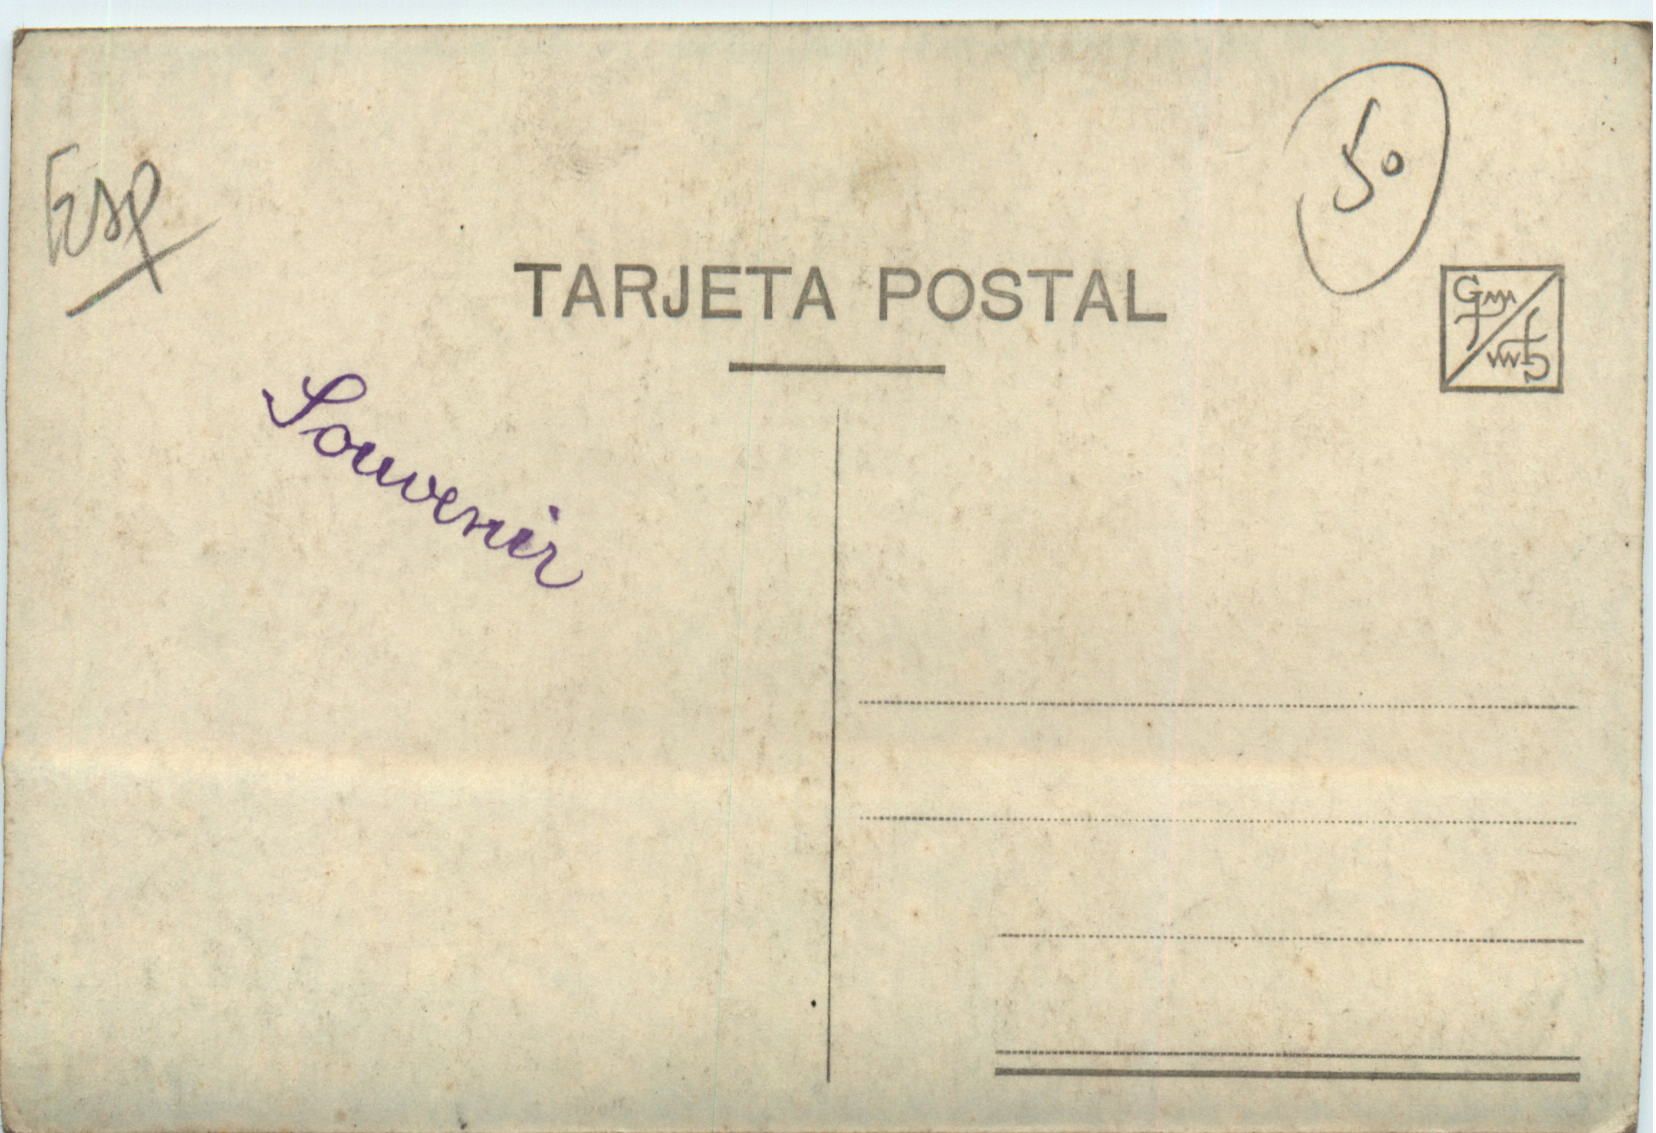 Esp
50
TARJETA POSTAL
Souvenir